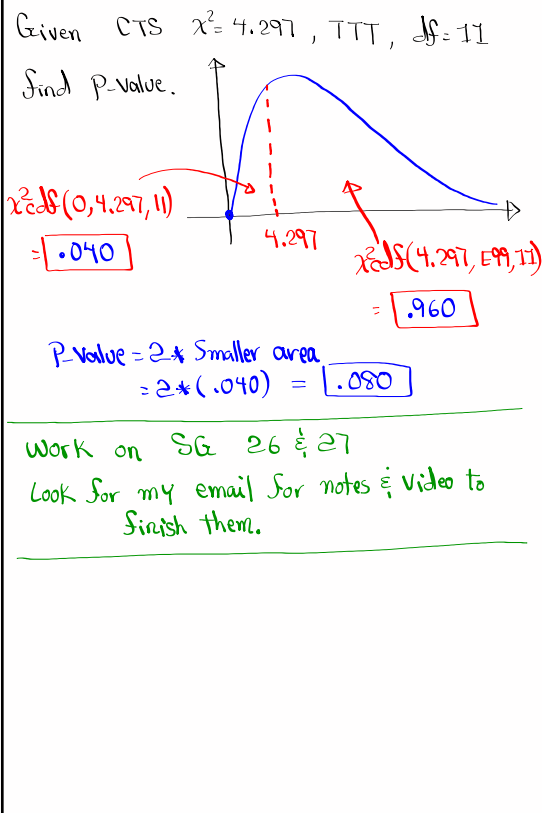 Given CTS χ²= 4.297 , TTT, df=11
find P-value.
χ²cdf(0,4.297,11)
= .040
4.297
χ²cdf(4.297, E99, 11)
= .960
P-value = 2* Smaller area
= 2*(.040) = .080
Work on SG 26 & 27
Look for my email for notes & video to
finish them.